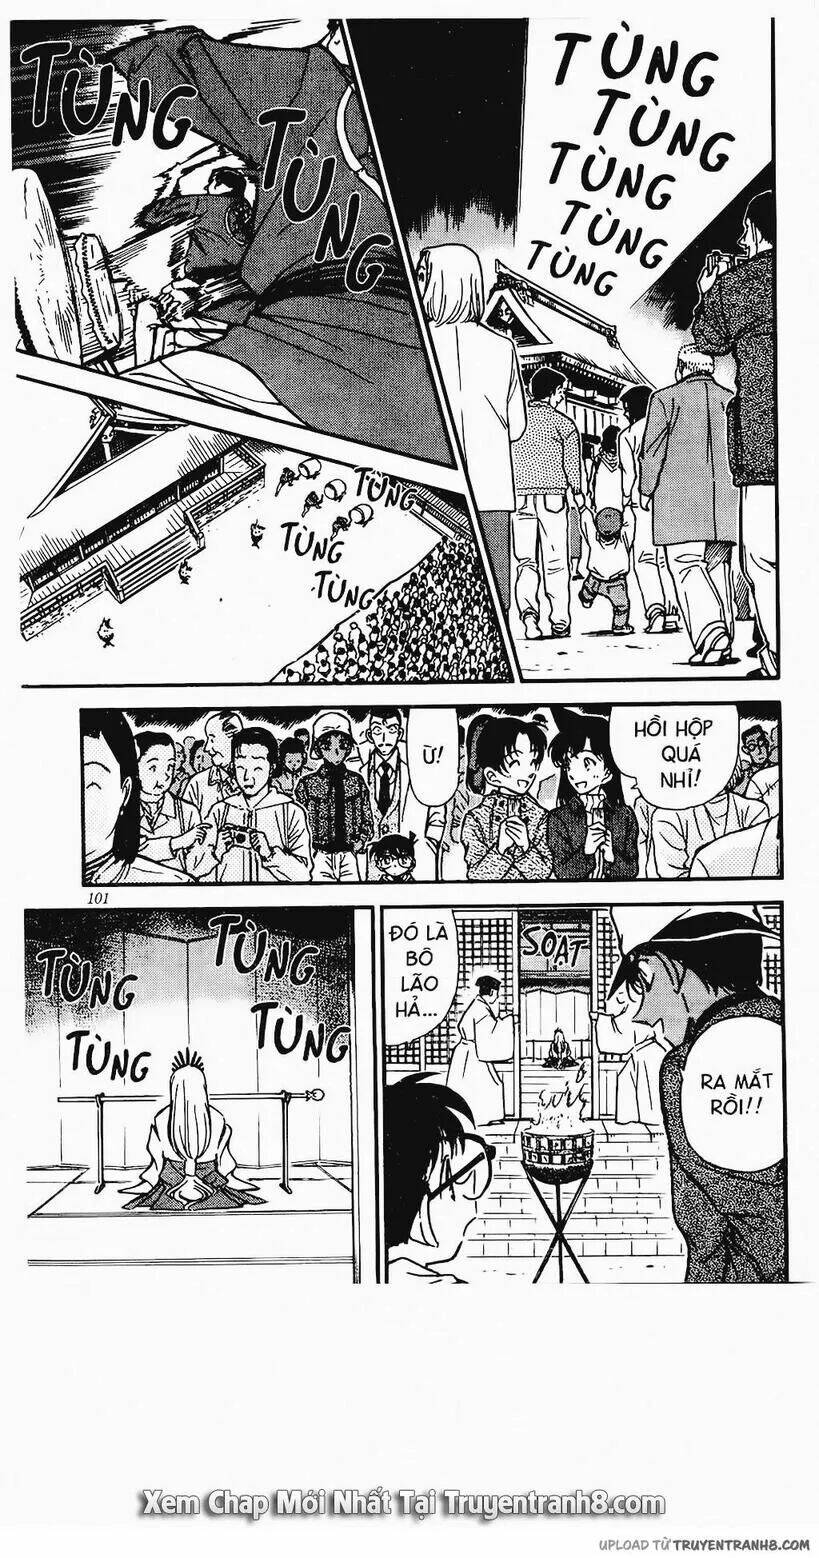 TÙNG
TÙNG
TÙNG
TÙNG
TÙNG
TÙNG
TÙNG
TÙNG
TÙNG
TÙNG
HỒI HỘP
QUÁ
NHỈ!
Ừ!
101
ĐÓ LÀ
BÔ
LÃO
HẢ...
SOẠT
RA MẮT
RỒI!!
TÙNG
TÙNG
TÙNG
TÙNG
Xem Chap Mới Nhất Tại Truyentranh8.com
UPLOAD TỪ TRUYENTRANH8.COM